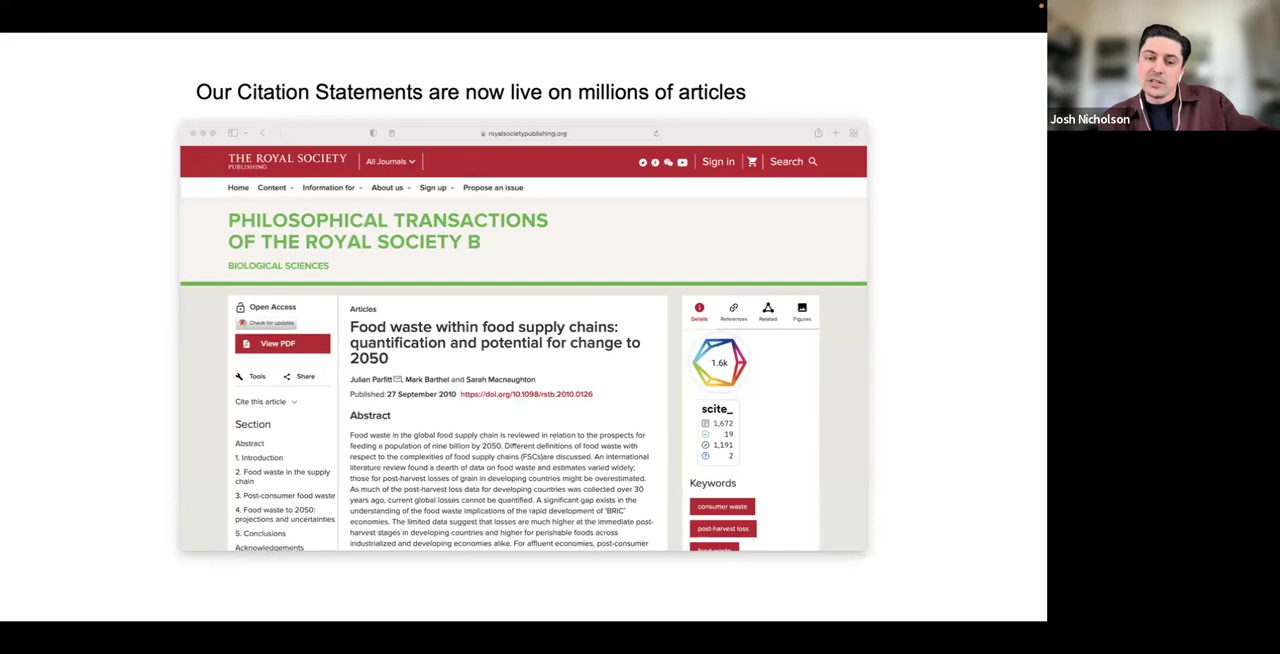 Our Citation Statements are now live on millions of articles
Josh Nicholson
royalsocietypublishing.org
THE ROYAL SOCIETY
PUBLISHING
All Journals
Sign in
Search
Home Content Information for About us Sign up Propose an issue
PHILOSOPHICAL TRANSACTIONS
OF THE ROYAL SOCIETY B
BIOLOGICAL SCIENCES
Open Access
Check for updates
View PDF
Tools Share
Cite this article
Section
Abstract
1. Introduction
2. Food waste in the supply
chain
3. Post-consumer food waste
4. Food waste to 2050:
projections and uncertainties
5. Conclusions
Acknowledgements
Articles
Food waste within food supply chains:
quantification and potential for change to
2050
Julian Parfitt, Mark Barthel and Sarah Macnaughton
Published: 27 September 2010 https://doi.org/10.1098/rstb.2010.0126
Abstract
Food waste in the global food supply chain is reviewed in relation to the prospects for
feeding a population of nine billion by 2050. Different definitions of food waste with
respect to the complexities of food supply chains (FSCs)are discussed. An international
literature review found a dearth of data on food waste and estimates varied widely;
those for post-harvest losses of grain in developing countries might be overestimated.
As much of the post-harvest loss data for developing countries was collected over 30
years ago, current global losses cannot be quantified. A significant gap exists in the
understanding of the food waste implications of the rapid development of 'BRIC'
economies. The limited data suggest that losses are much higher at the immediate post-
harvest stages in developing countries and higher for perishable foods across
industrialized and developing economies alike. For affluent economies, post-consumer
Details References Related Figures
1.6k
scite_
1,672
19
1,191
2
Keywords
consumer waste
post-harvest loss
food waste